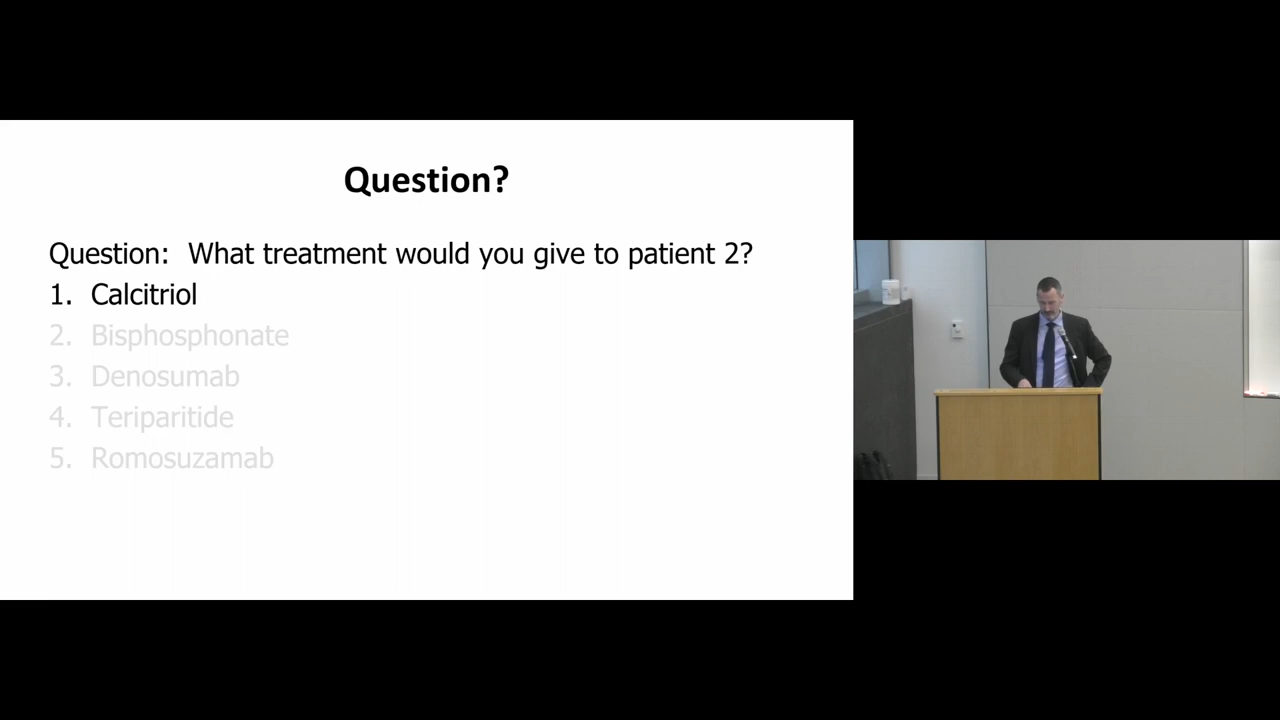 Question?
Question: What treatment would you give to patient 2?
1. Calcitriol
2. Bisphosphonate
3. Denosumab
4. Teriparitide
5. Romosuzamab